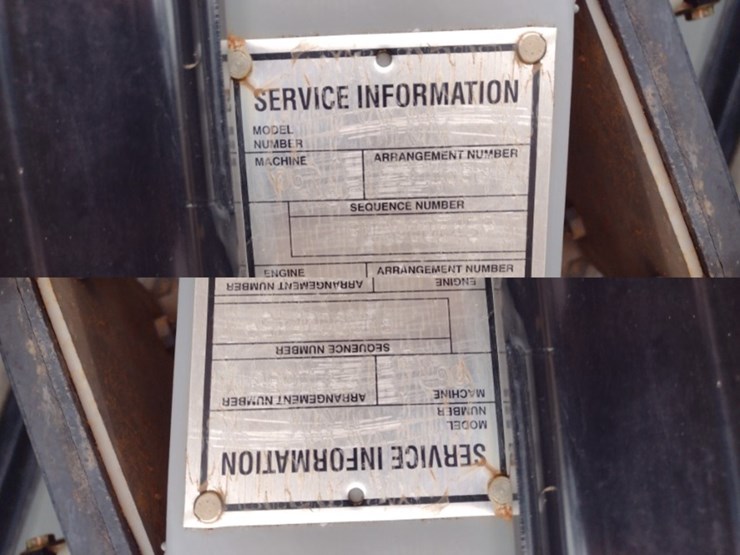 SERVICE INFORMATION
MODEL
NUMBER
MACHINE ARRANGEMENT NUMBER
SEQUENCE NUMBER
ENGINE ARRANGEMENT NUMBER
ENGINE ARRANGEMENT NUMBER
SEQUENCE NUMBER
MACHINE ARRANGEMENT NUMBER
MODEL
NUMBER
SERVICE INFORMATION